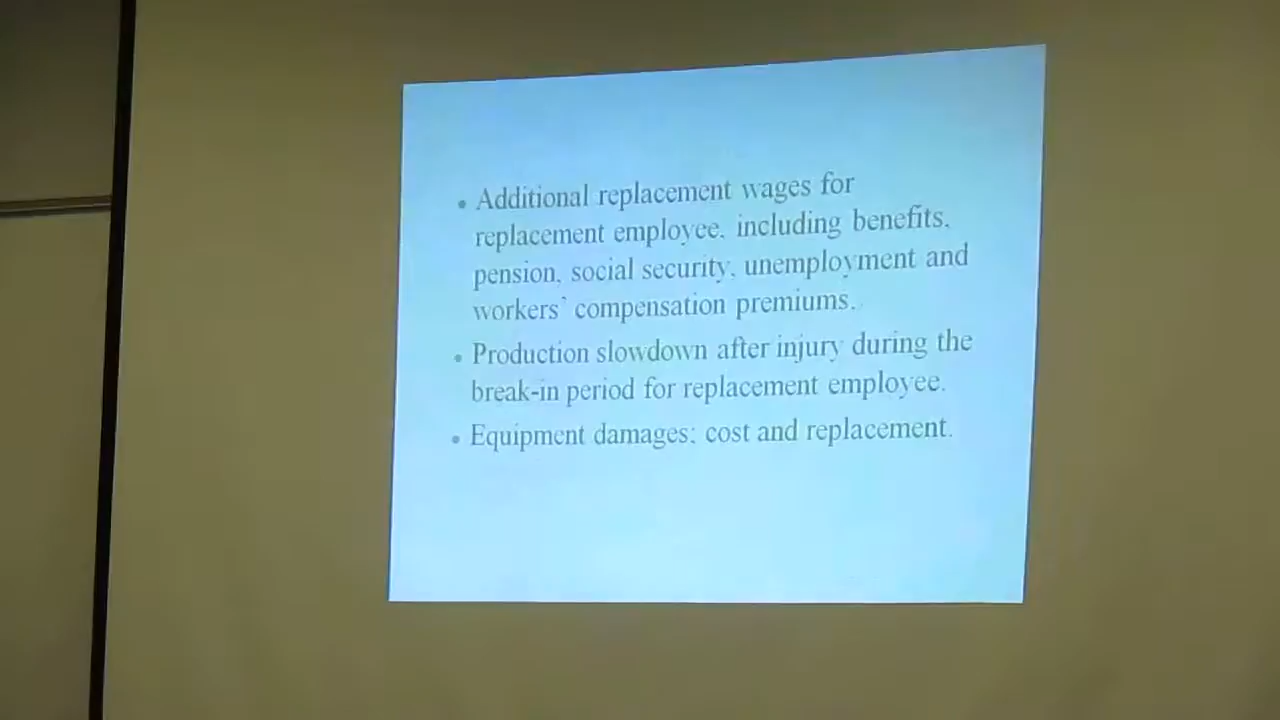 • Additional replacement wages for
replacement employee, including benefits,
pension, social security, unemployment and
workers' compensation premiums.
• Production slowdown after injury during the
break-in period for replacement employee.
• Equipment damages: cost and replacement.